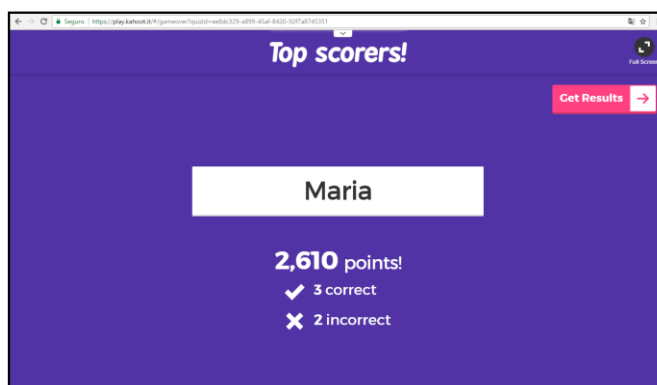 Seguro | https://play.kahoot.it/#/gameover?quizId=ee8dc329-a899-45af-8420-92f7a8745351
Top scorers!
Full Screen
Get Results
Maria
2,610 points!
3 correct
2 incorrect